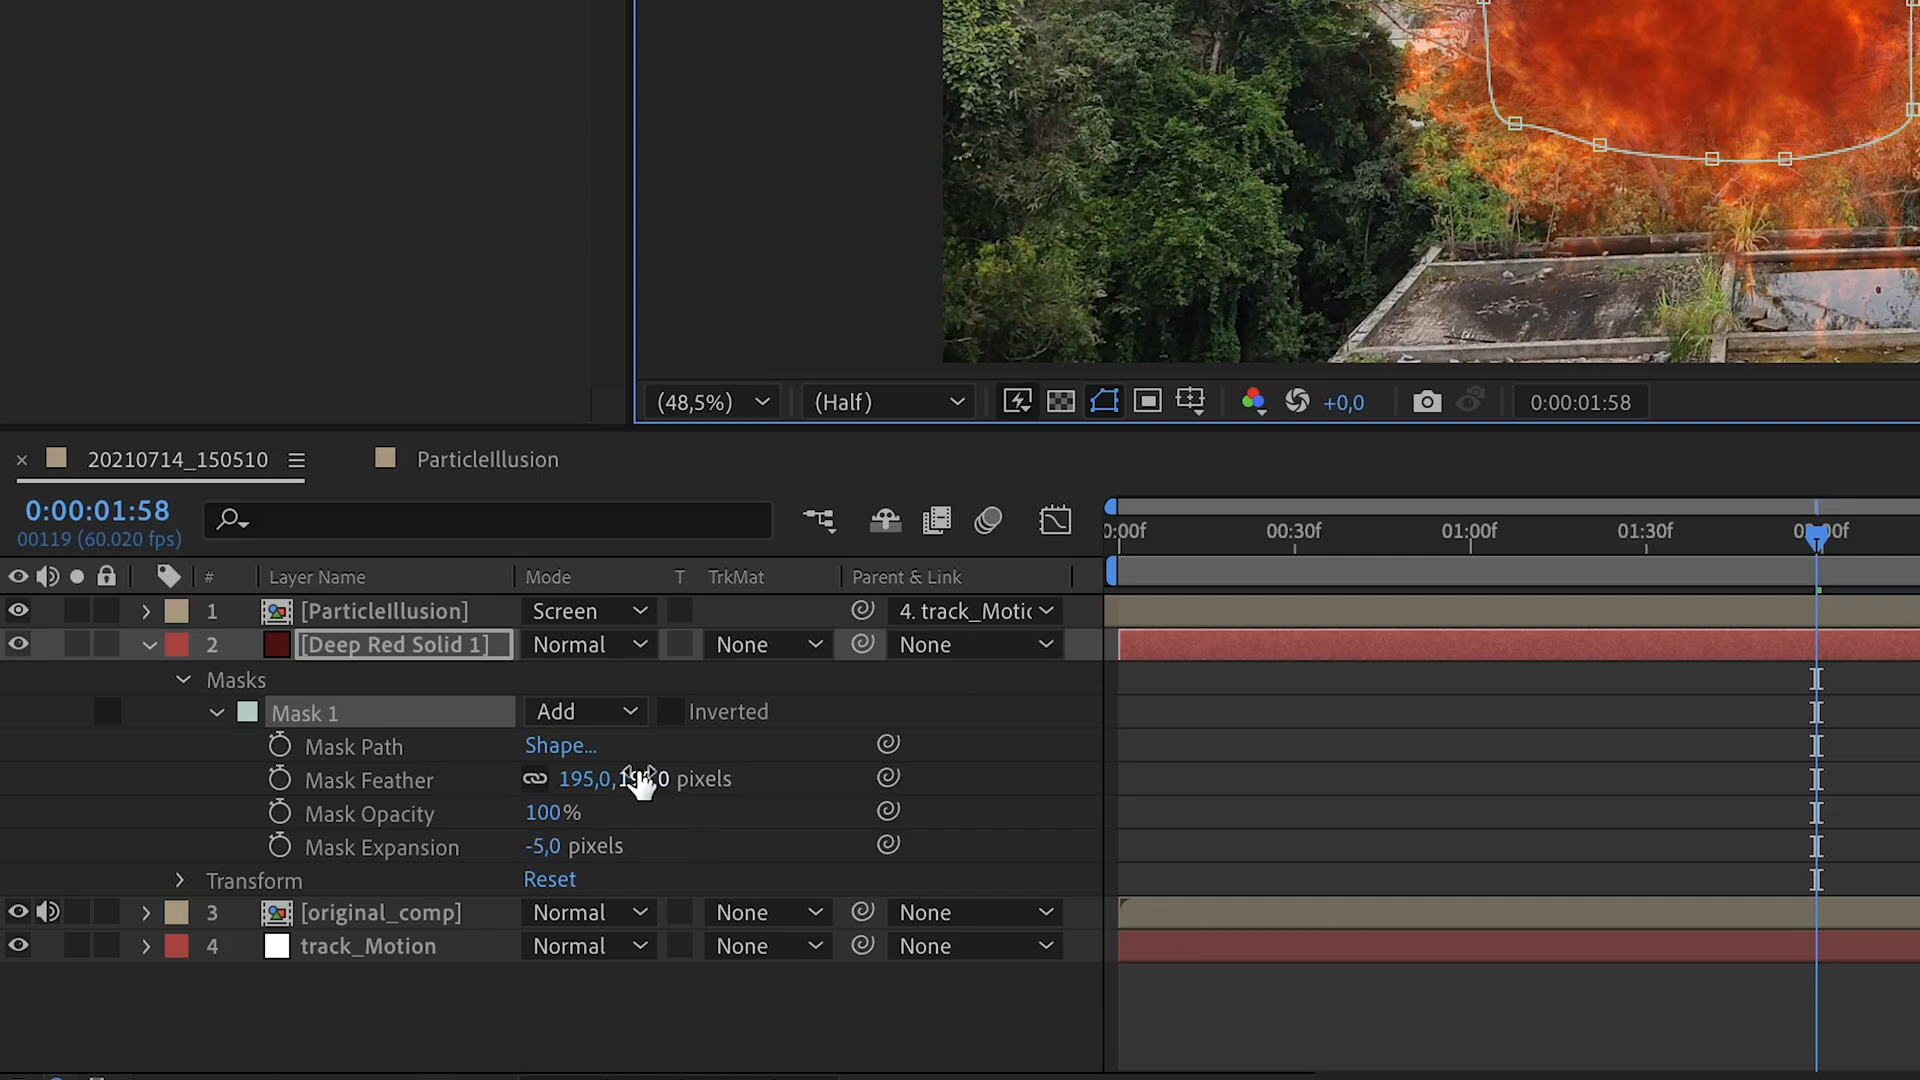 (48,5%) (Half) +0,0 0:00:01:58
20210714_150510 ParticleIllusion
0:00:01:58
00119 (60.020 fps)
0:00f 00:30f 01:00f 01:30f
# Layer Name Mode T TrkMat Parent & Link
1 [ParticleIllusion] Screen 4. track_Motic
2 [Deep Red Solid 1] Normal None None
Masks
Mask 1 Add Inverted
Mask Path Shape...
Mask Feather 195,0, pixels
Mask Opacity 100%
Mask Expansion -5,0 pixels
Transform Reset
3 [original_comp] Normal None None
4 track_Motion Normal None None